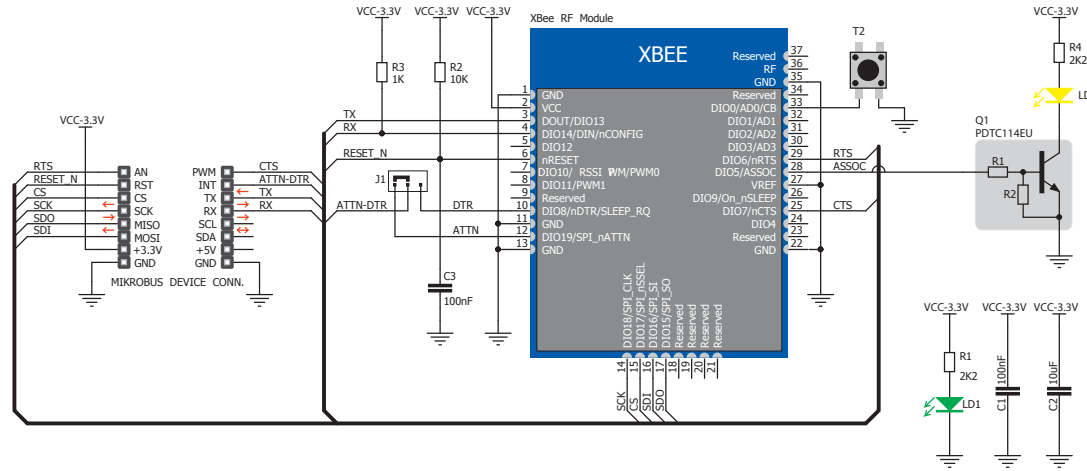 VCC-3.3V
VCC-3.3V
VCC-3.3V
XBee RF Module
VCC-3.3V
R3
1K
R2
10K
XBEE
T2
R4
2K2
LD
Q1
PDTC114EU
R1
R2
VCC-3.3V
TX
RX
RESET_N
J1
ATTN-DTR
DTR
ATTN
C3
100nF
RTS
RESET_N
CS
SCK
SDO
SDI
AN
RST
CS
SCK
MISO
MOSI
+3.3V
GND
PWM
INT
TX
RX
SCL
SDA
+5V
GND
CTS
ATTN-DTR
TX
RX
MIKROBUS DEVICE CONN.
1 GND
2 VCC
3 DOUT/DIO13
4 DIO14/DIN/nCONFIG
5 DIO12
6 nRESET
7 DIO10/ RSSI PWM/PWM0
8 DIO11/PWM1
9 Reserved
10 DIO8/nDTR/SLEEP_RQ
11 GND
12 DIO19/SPI_nATTN
13 GND
Reserved 37
RF 36
GND 35
Reserved 34
DIO0/AD0/CB 33
DIO1/AD1 32
DIO2/AD2 31
DIO3/AD3 30
DIO6/nRTS 29
DIO5/ASSOC 28
VREF 27
DIO9/On_nSLEEP 26
DIO7/nCTS 25
DIO4 24
Reserved 23
GND 22
RTS
ASSOC
CTS
DIO18/SPI_CLK
DIO17/SPI_nSSEL
DIO16/SPI_SI
DIO15/SPI_SO
Reserved
Reserved
Reserved
Reserved
14
15
16
17
18
19
20
21
SCK
CS
SDI
SDO
VCC-3.3V
VCC-3.3V
VCC-3.3V
R1
2K2
LD1
100nF
C1
10uF
C2